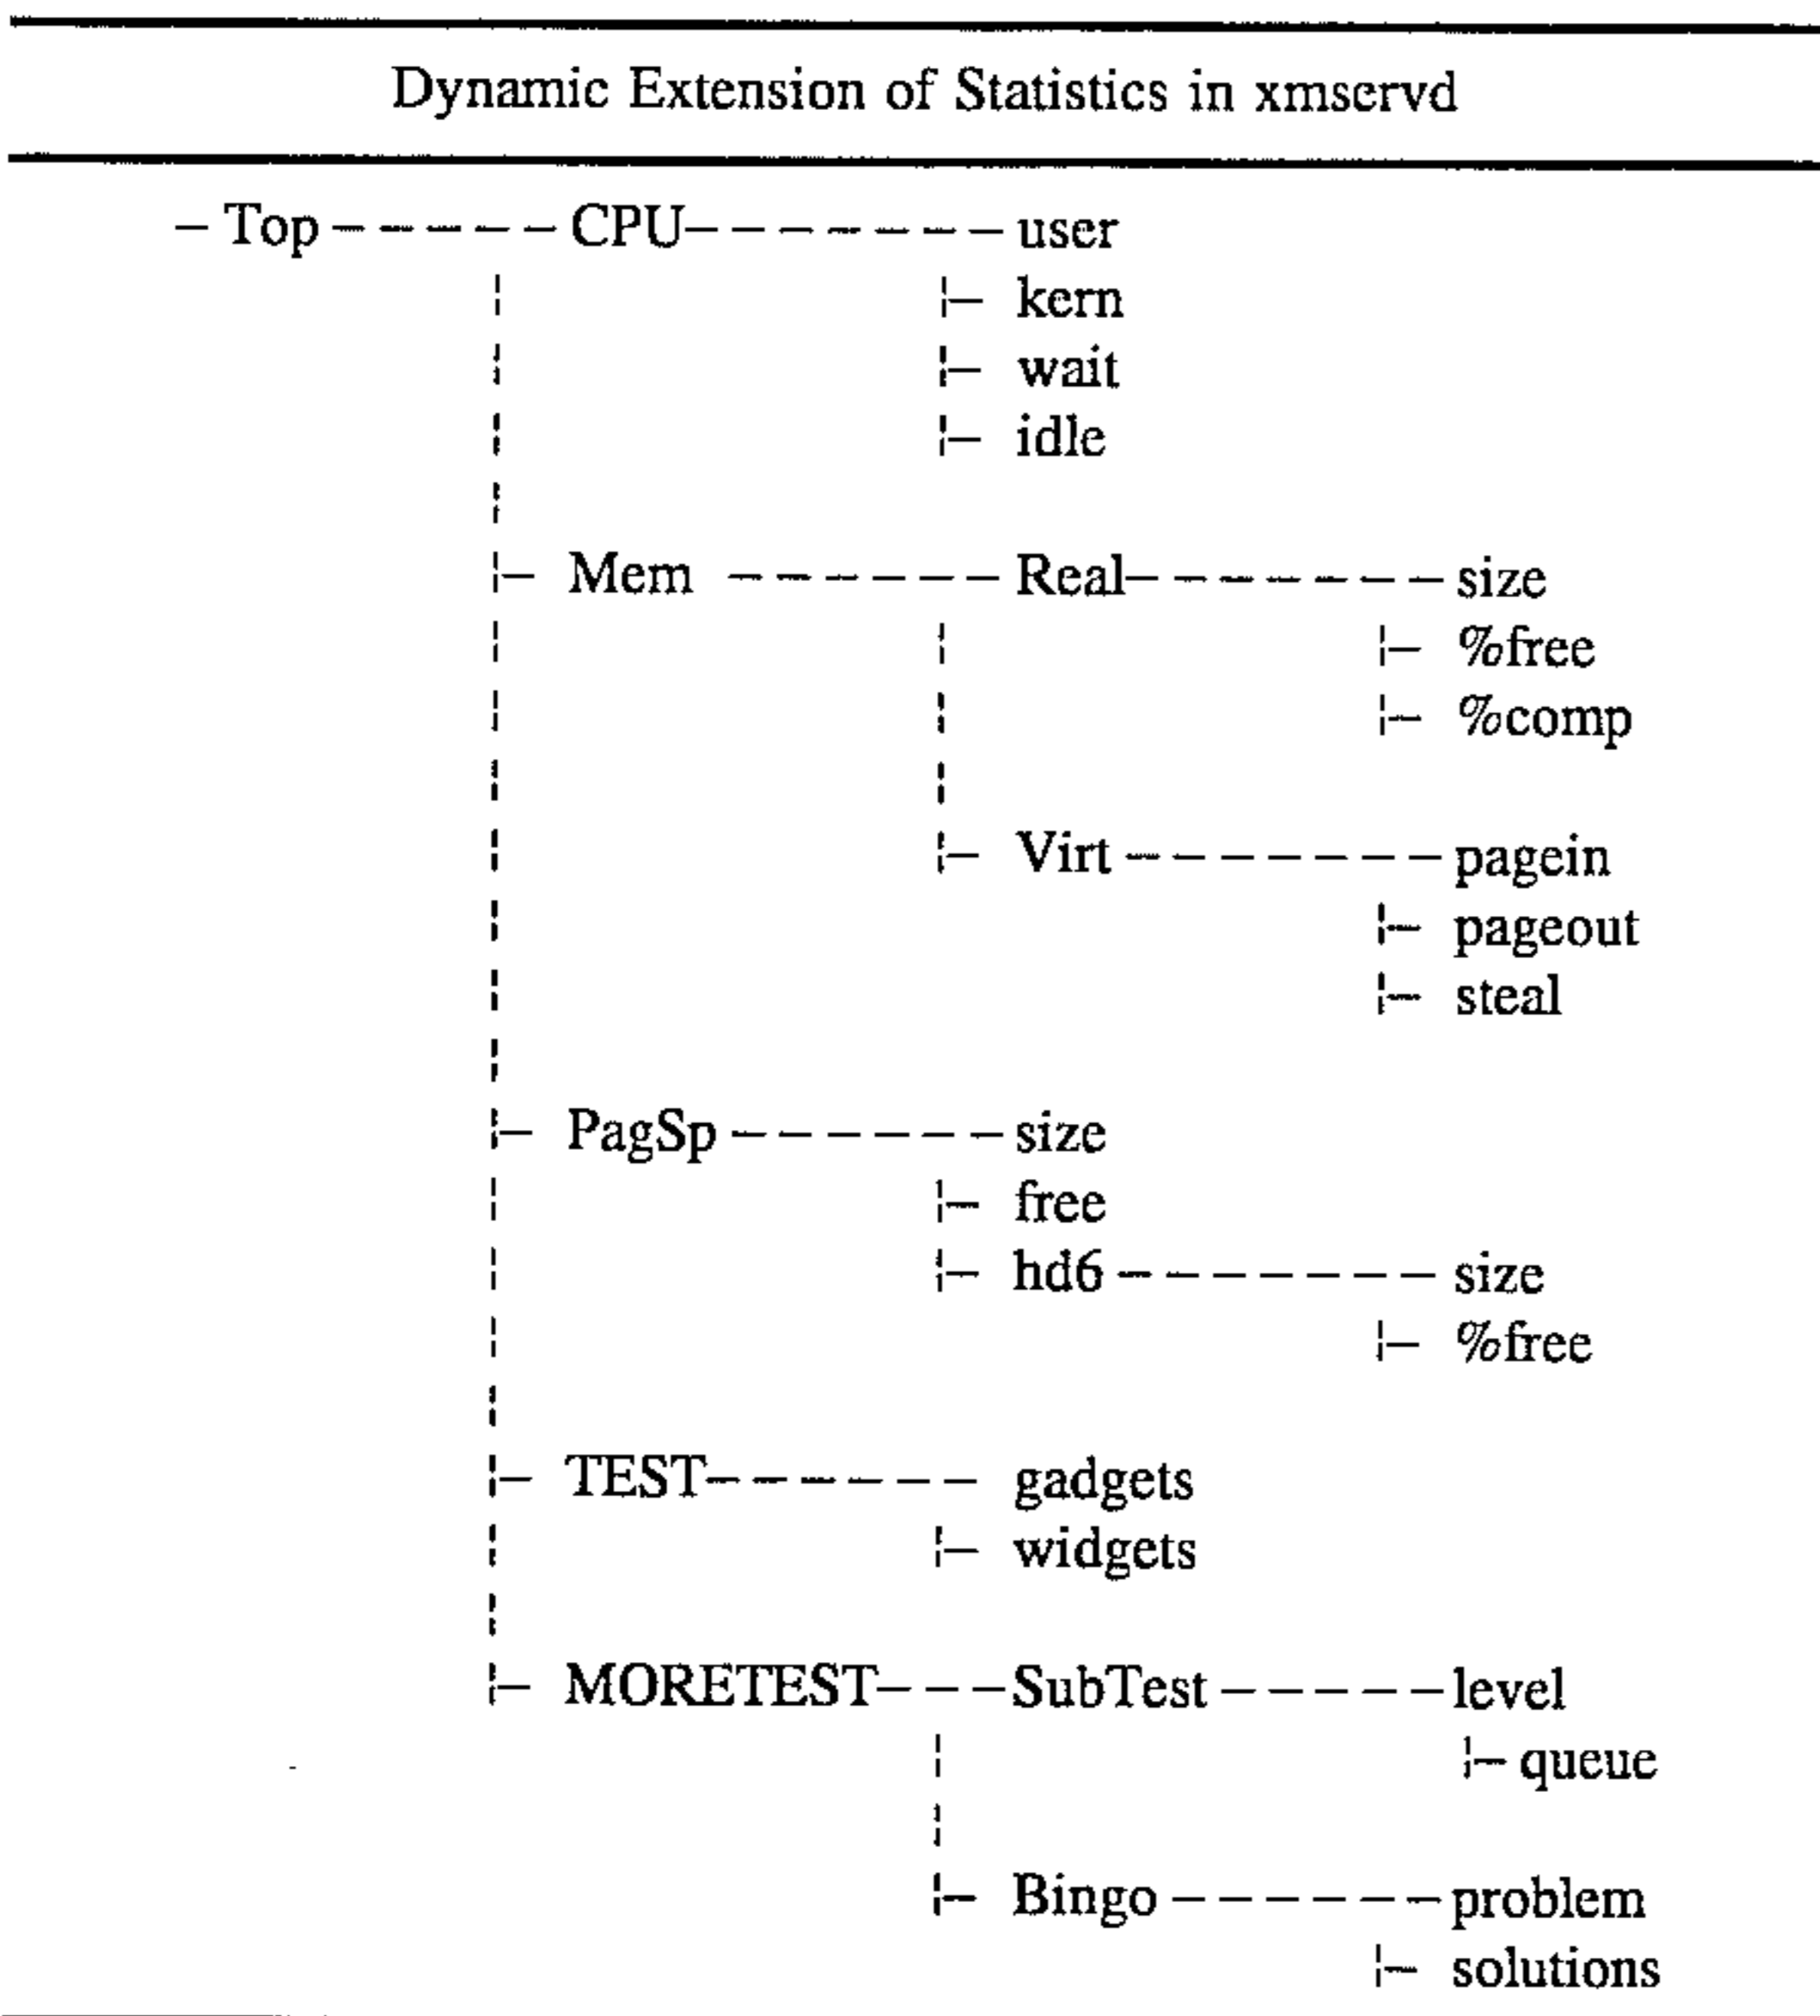 Dynamic Extension of Statistics in xmservd
Top CPU user
kern
wait
idle
Mem Real size
%free
%comp
Virt pagein
pageout
steal
PagSp size
free
hd6 size
%free
TEST gadgets
widgets
MORETEST SubTest level
queue
Bingo problem
solutions